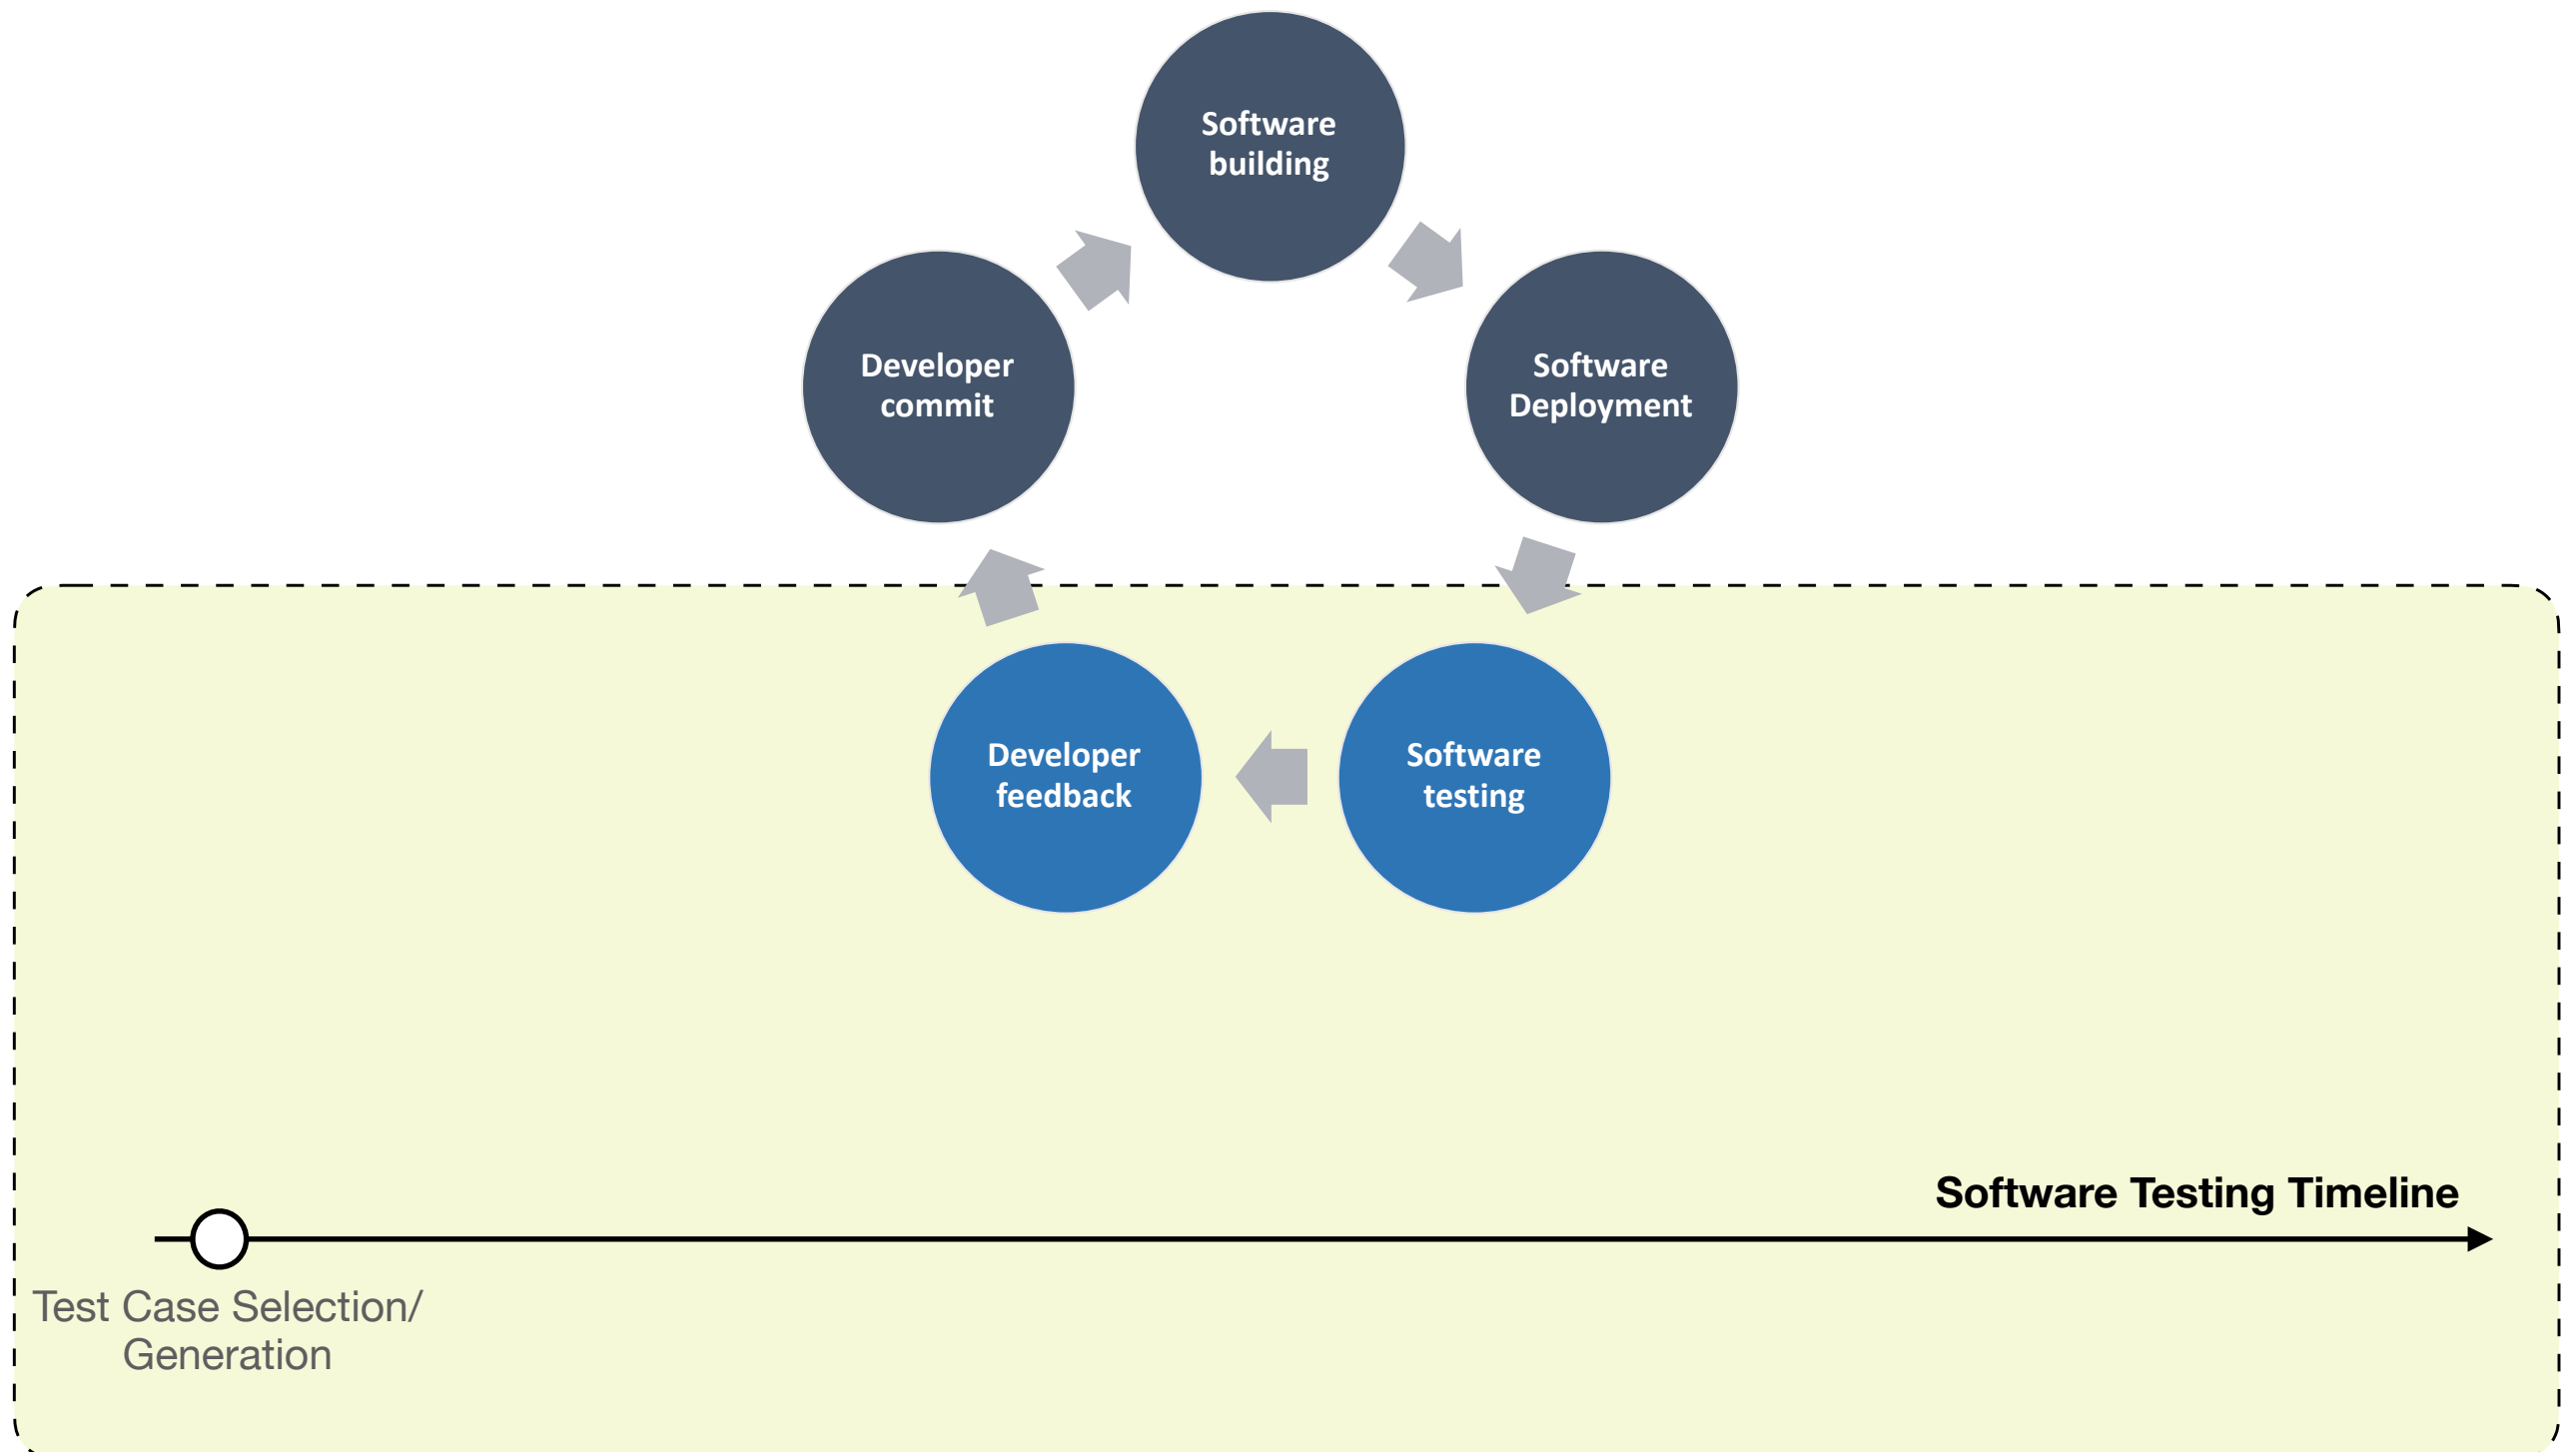 Software
building
Developer
commit
Software
Deployment
Developer
feedback
Software
testing
Software Testing Timeline
Test Case Selection/
Generation